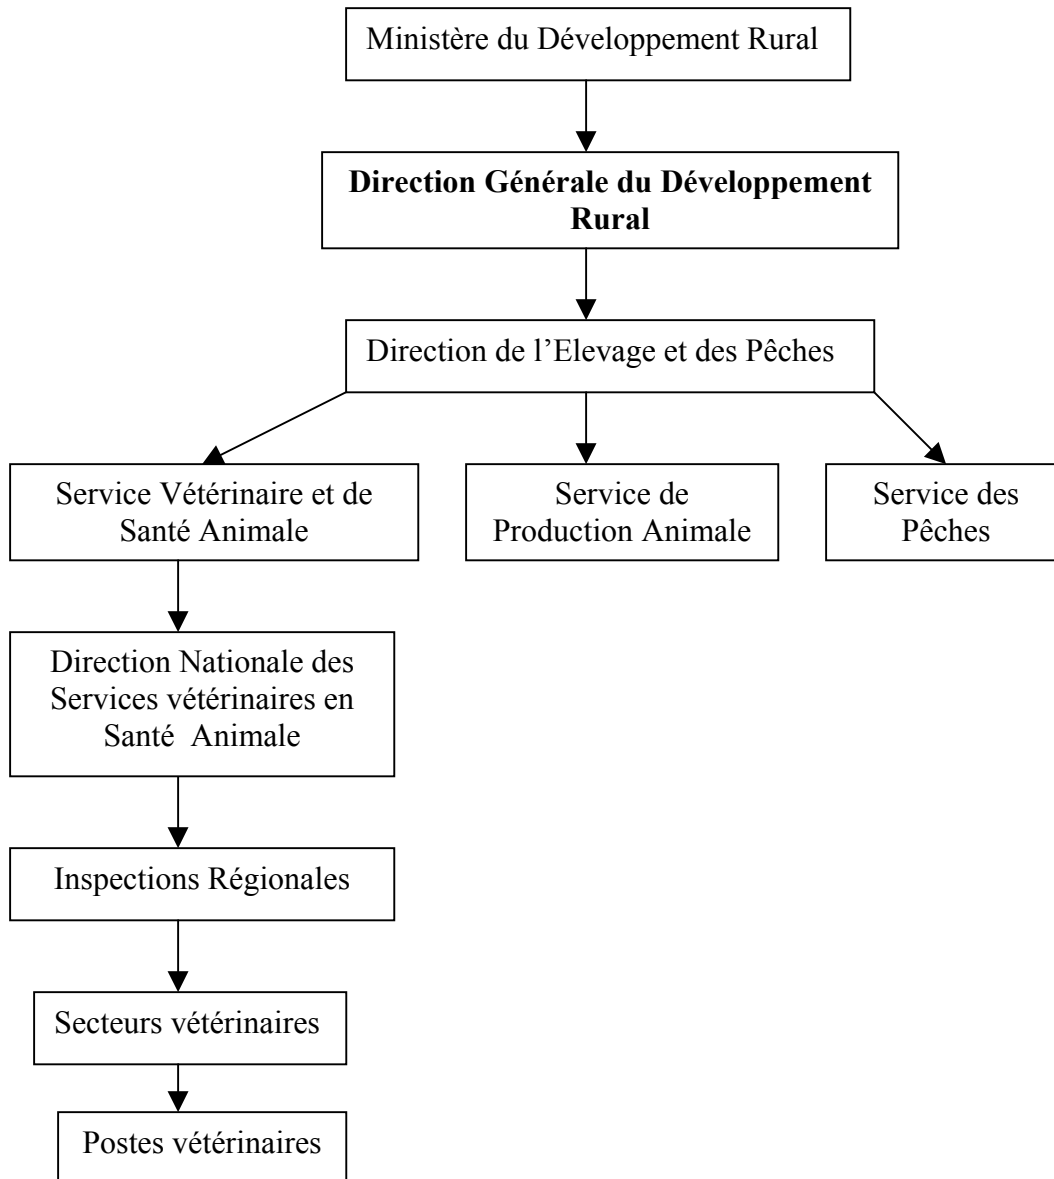 Ministère du Développement Rural
Direction Générale du Développement
Rural
Direction de l’Elevage et des Pêches
Service Vétérinaire et de
Santé Animale
Service de
Production Animale
Service des
Pêches
Direction Nationale des
Services vétérinaires en
Santé Animale
Inspections Régionales
Secteurs vétérinaires
Postes vétérinaires